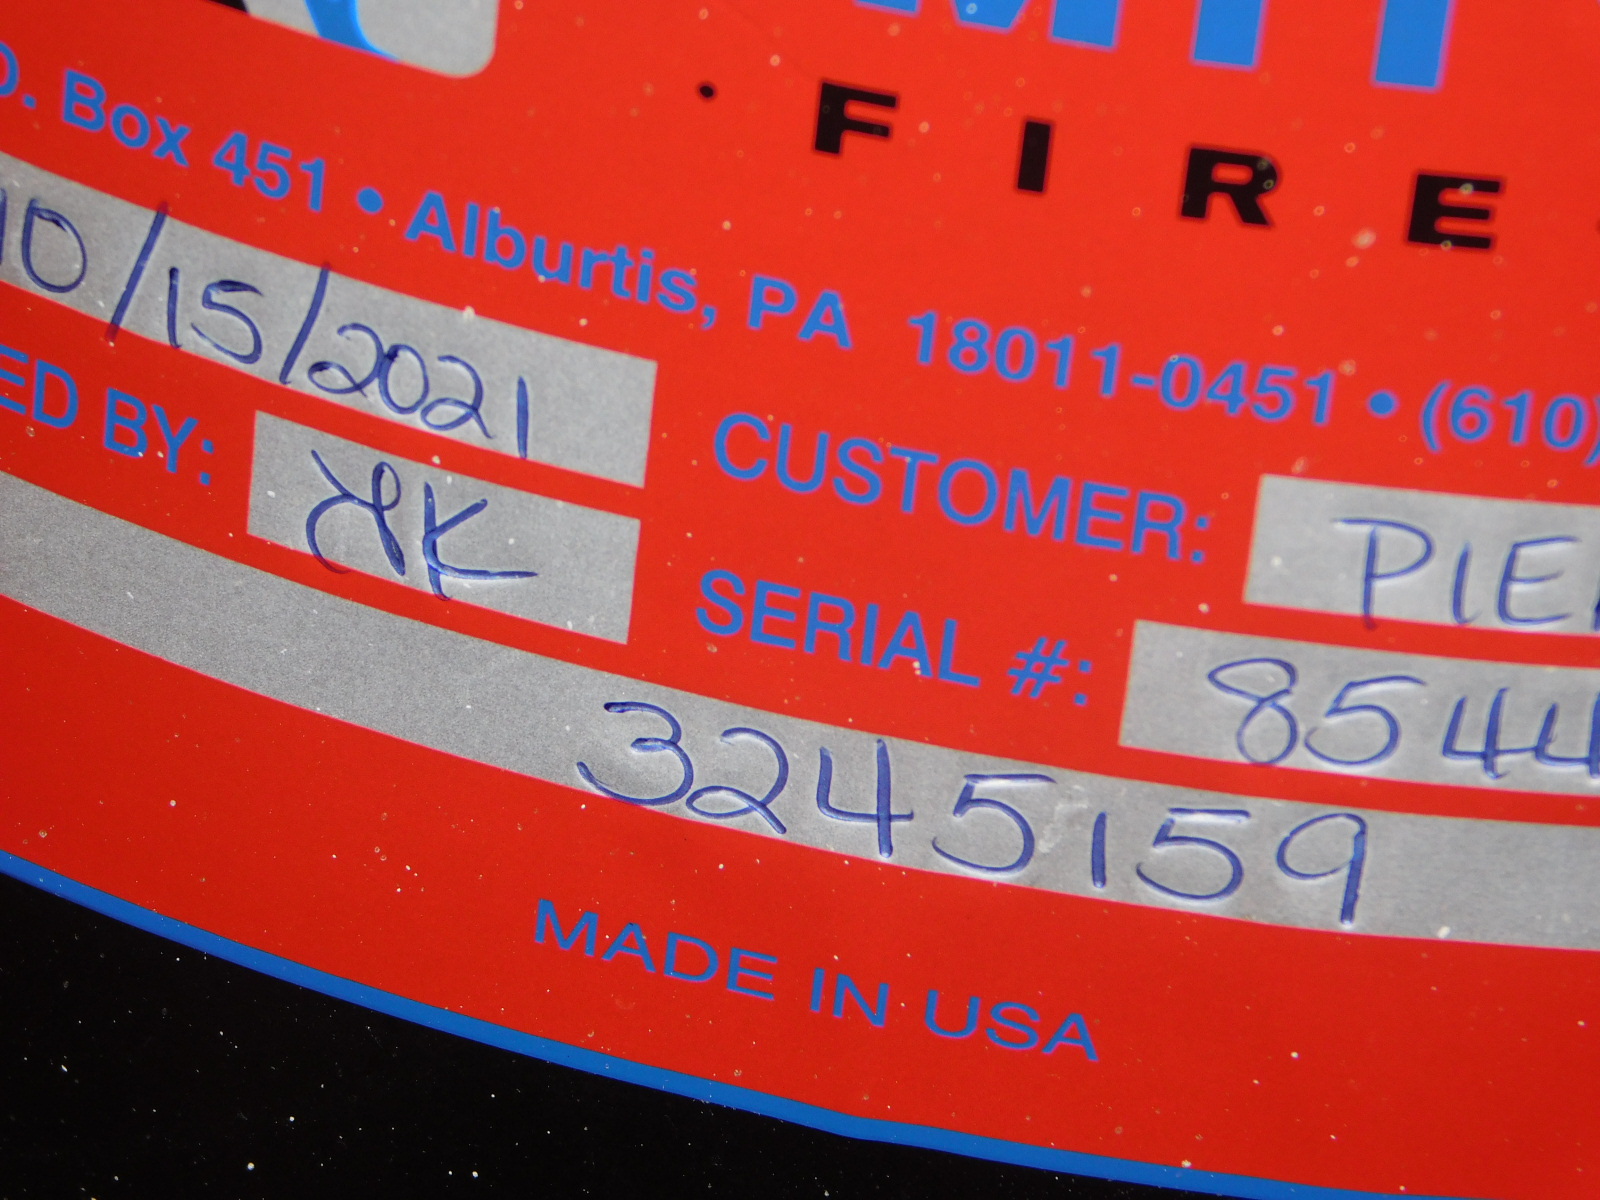 FIRE
O. Box 451 • Alburtis, PA 18011-0451 • (610)
10/15/2021
CUSTOMER: PIE
ED BY: SERIAL #: 8544
3245159
MADE IN USA